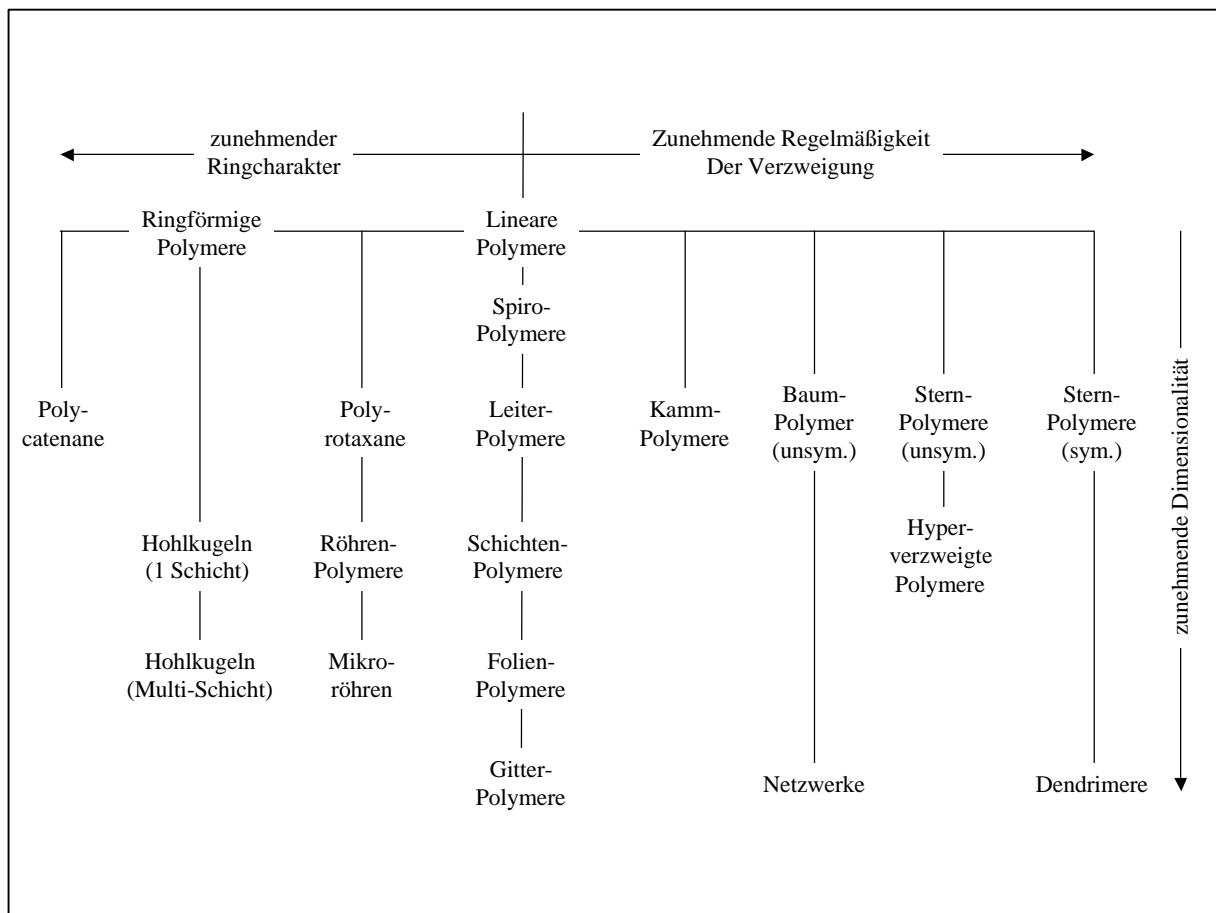 zunehmender
Ringcharakter
Zunehmende Regelmäßigkeit
Der Verzweigung
Ringförmige
Polymere
Lineare
Polymere
Spiro-
Polymere
Poly-
catenane
Poly-
rotaxane
Leiter-
Polymere
Kamm-
Polymere
Baum-
Polymer
(unsym.)
Stern-
Polymere
(unsym.)
Stern-
Polymere
(sym.)
Hohlkugeln
(1 Schicht)
Röhren-
Polymere
Schichten-
Polymere
Hyper-
verzweigte
Polymere
Hohlkugeln
(Multi-Schicht)
Mikro-
röhren
Folien-
Polymere
Gitter-
Polymere
Netzwerke
Dendrimere
zunehmende Dimensionalität